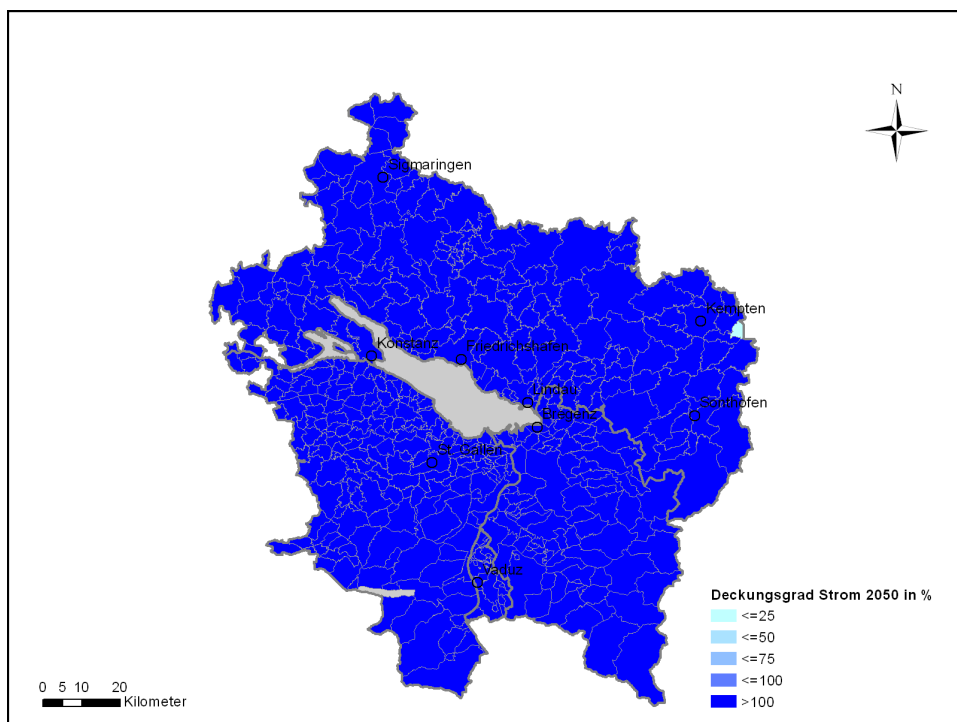 N
Sigmaringen
Kempten
Konstanz
Friedrichshafen
Lindau
Sonthofen
Bregenz
St. Gallen
Vaduz
Deckungsgrad Strom 2050 in %
<=25
<=50
<=75
<=100
>100
0 5 10 20
Kilometer